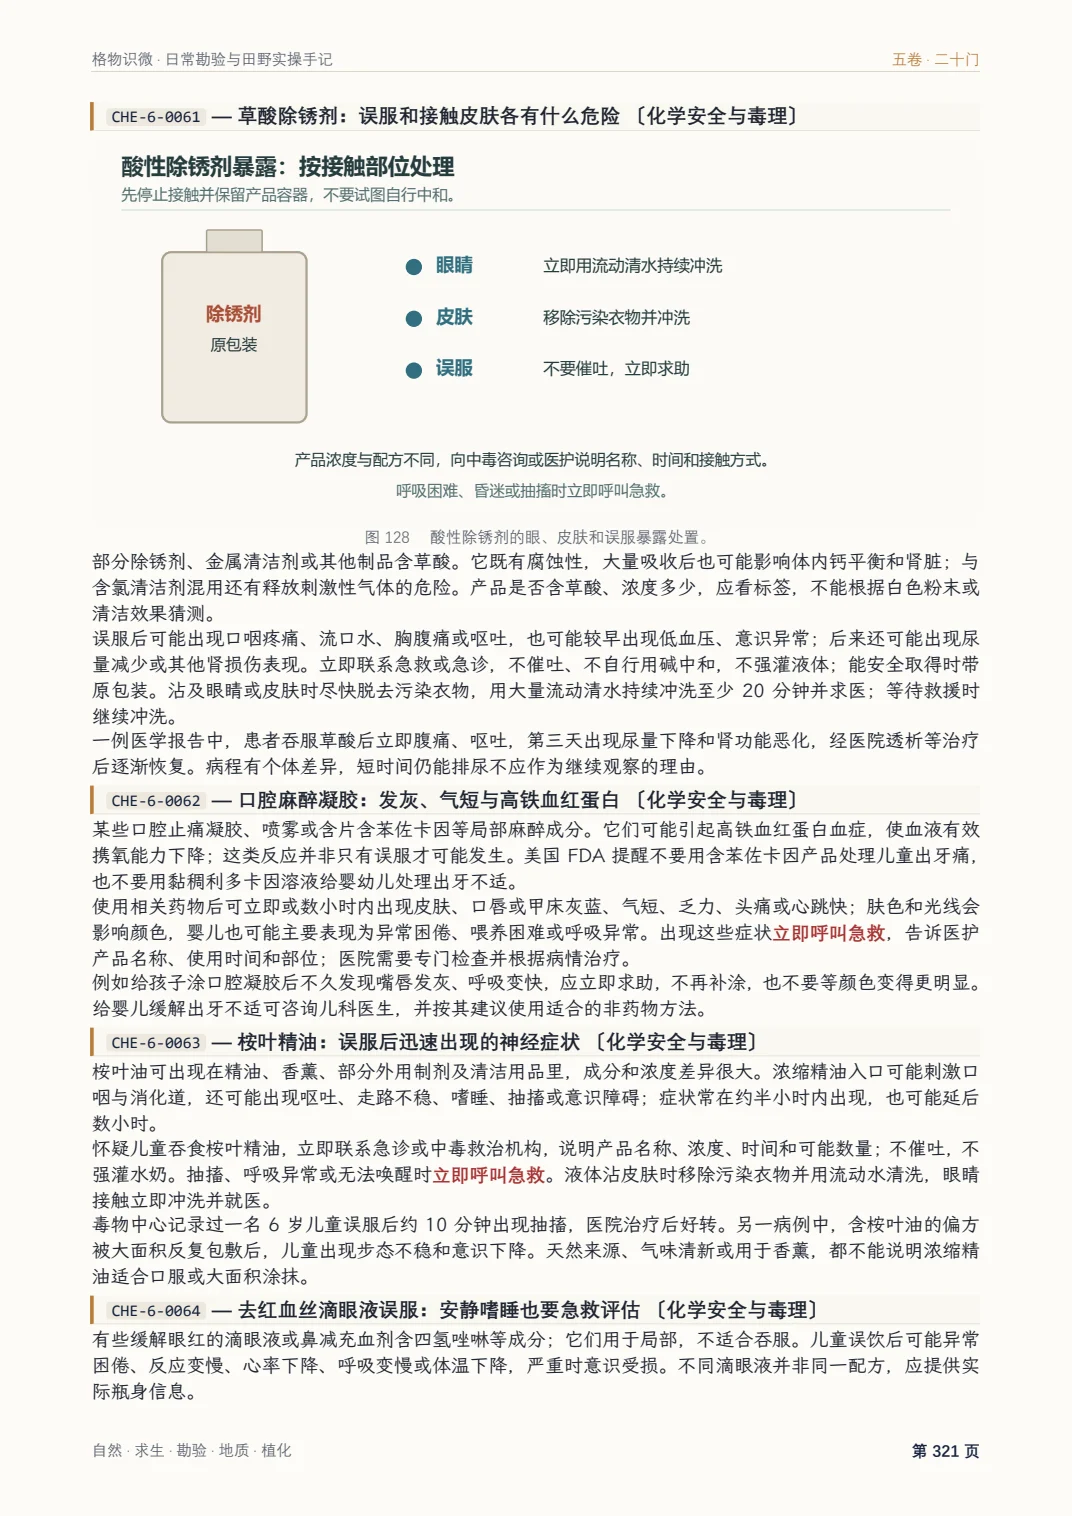 格物识微 · 日常勘验与田野实操手记
五卷 · 二十门
CHE-6-0061 — 草酸除锈剂：误服和接触皮肤各有什么危险 〔化学安全与毒理〕
酸性除锈剂暴露：按接触部位处理
先停止接触并保留产品容器，不要试图自行中和。
除锈剂
原包装
眼睛 立即用流动清水持续冲洗
皮肤 移除污染衣物并冲洗
误服 不要催吐，立即求助
产品浓度与配方不同，向中毒咨询或医护说明名称、时间和接触方式。
呼吸困难、昏迷或抽搐时立即呼叫急救。
图 128 酸性除锈剂的眼、皮肤和误服暴露处置。
部分除锈剂、金属清洁剂或其他制品含草酸。它既有腐蚀性，大量吸收后也可能影响体内钙平衡和肾脏；与
含氯清洁剂混用还有释放刺激性气体的危险。产品是否含草酸、浓度多少，应看标签，不能根据白色粉末或
清洁效果猜测。
误服后可能出现口咽疼痛、流口水、胸腹痛或呕吐，也可能较早出现低血压、意识异常；后来还可能出现尿
量减少或其他肾损伤表现。立即联系急救或急诊，不催吐、不自行用碱中和，不强灌液体；能安全取得时带
原包装。沾及眼睛或皮肤时尽快脱去污染衣物，用大量流动清水持续冲洗至少 20 分钟并求医；等待救援时
继续冲洗。
一例医学报告中，患者吞服草酸后立即腹痛、呕吐，第三天出现尿量下降和肾功能恶化，经医院透析等治疗
后逐渐恢复。病程有个体差异，短时间仍能排尿不应作为继续观察的理由。
CHE-6-0062 — 口腔麻醉凝胶：发灰、气短与高铁血红蛋白 〔化学安全与毒理〕
某些口腔止痛凝胶、喷雾或含片含苯佐卡因等局部麻醉成分。它们可能引起高铁血红蛋白血症，使血液有效
携氧能力下降；这类反应并非只有误服才可能发生。美国 FDA 提醒不要用含苯佐卡因产品处理儿童出牙痛，
也不要用黏稠利多卡因溶液给婴幼儿处理出牙不适。
使用相关药物后可立即或数小时内出现皮肤、口唇或甲床灰蓝、气短、乏力、头痛或心跳快；肤色和光线会
影响颜色，婴儿也可能主要表现为异常困倦、喂养困难或呼吸异常。出现这些症状立即呼叫急救，告诉医护
产品名称、使用时间和部位；医院需要专门检查并根据病情治疗。
例如给孩子涂口腔凝胶后不久发现嘴唇发灰、呼吸变快，应立即求助，不再补涂，也不要等颜色变得更明显。
给婴儿缓解出牙不适可咨询儿科医生，并按其建议使用适合的非药物方法。
CHE-6-0063 — 桉叶精油：误服后迅速出现的神经症状 〔化学安全与毒理〕
桉叶油可出现在精油、香薰、部分外用制剂及清洁用品里，成分和浓度差异很大。浓缩精油入口可能刺激口
咽与消化道，还可能出现呕吐、走路不稳、嗜睡、抽搐或意识障碍；症状常在约半小时内出现，也可能延后
数小时。
怀疑儿童吞食桉叶精油，立即联系急诊或中毒救治机构，说明产品名称、浓度、时间和可能数量；不催吐，不
强灌水奶。抽搐、呼吸异常或无法唤醒时立即呼叫急救。液体沾皮肤时移除污染衣物并用流动水清洗，眼睛
接触立即冲洗并就医。
毒物中心记录过一名 6 岁儿童误服后约 10 分钟出现抽搐，医院治疗后好转。另一病例中，含桉叶油的偏方
被大面积反复包敷后，儿童出现步态不稳和意识下降。天然来源、气味清新或用于香薰，都不能说明浓缩精
油适合口服或大面积涂抹。
CHE-6-0064 — 去红血丝滴眼液误服：安静嗜睡也要急救评估 〔化学安全与毒理〕
有些缓解眼红的滴眼液或鼻减充血剂含四氢唑啉等成分；它们用于局部，不适合吞服。儿童误饮后可能异常
困倦、反应变慢、心率下降、呼吸变慢或体温下降，严重时意识受损。不同滴眼液并非同一配方，应提供实
际瓶身信息。
自然 · 求生 · 勘验 · 地质 · 植化
第 321 页